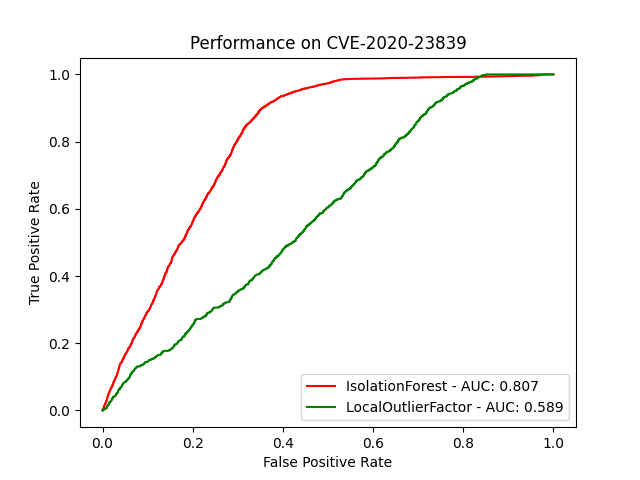 Performance on CVE-2020-23839
True Positive Rate
1.0
0.8
0.6
0.4
0.2
0.0
IsolationForest - AUC: 0.807
LocalOutlierFactor - AUC: 0.589
0.0 0.2 0.4 0.6 0.8 1.0
False Positive Rate